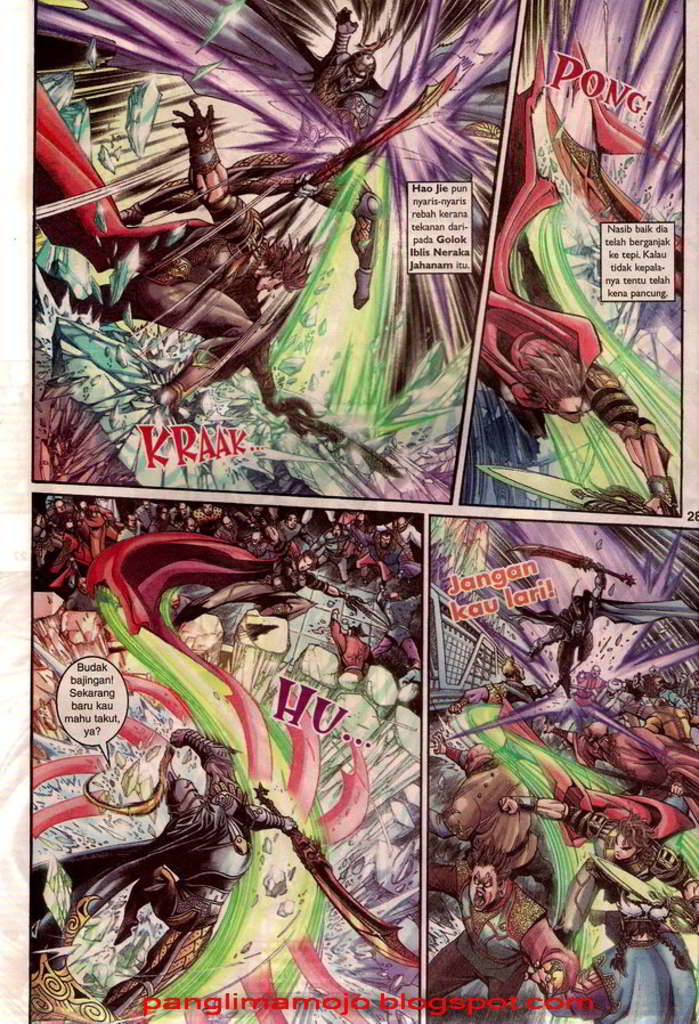 Hao Jie pun
nyaris-nyaris
rebah kerana
tekanan dari-
pada Golok
Iblis Neraka
Jahanam itu.
KRAAK...
PONG!
Nasib baik dia
telah berganjak
ke tepi. Kalau
tidak kepala-
nya tentu telah
kena pancung.
28
Budak
bajingan!
Sekarang
baru kau
mahu takut,
ya?
HU...
Jangan
kau lari!
panglimamojo.blogspot.com